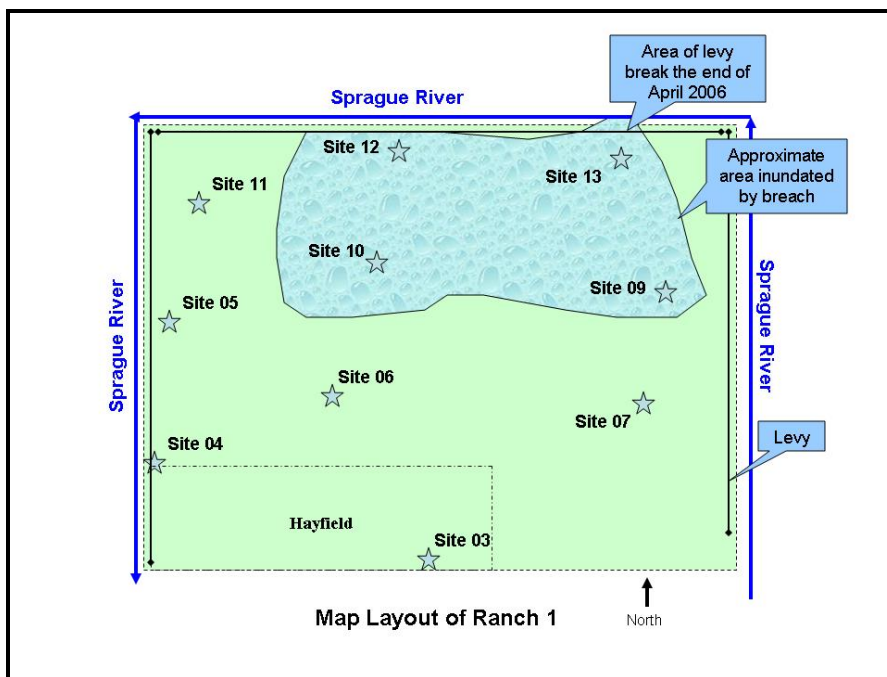 Area of levy
break the end of
April 2006
Sprague River
Site 12
Site 13
Approximate
area inundated
by breach
Site 11
Site 10
Site 09
Sprague River
Sprague River
Site 05
Site 06
Site 07
Levy
Site 04
Hayfield
Site 03
Map Layout of Ranch 1
North